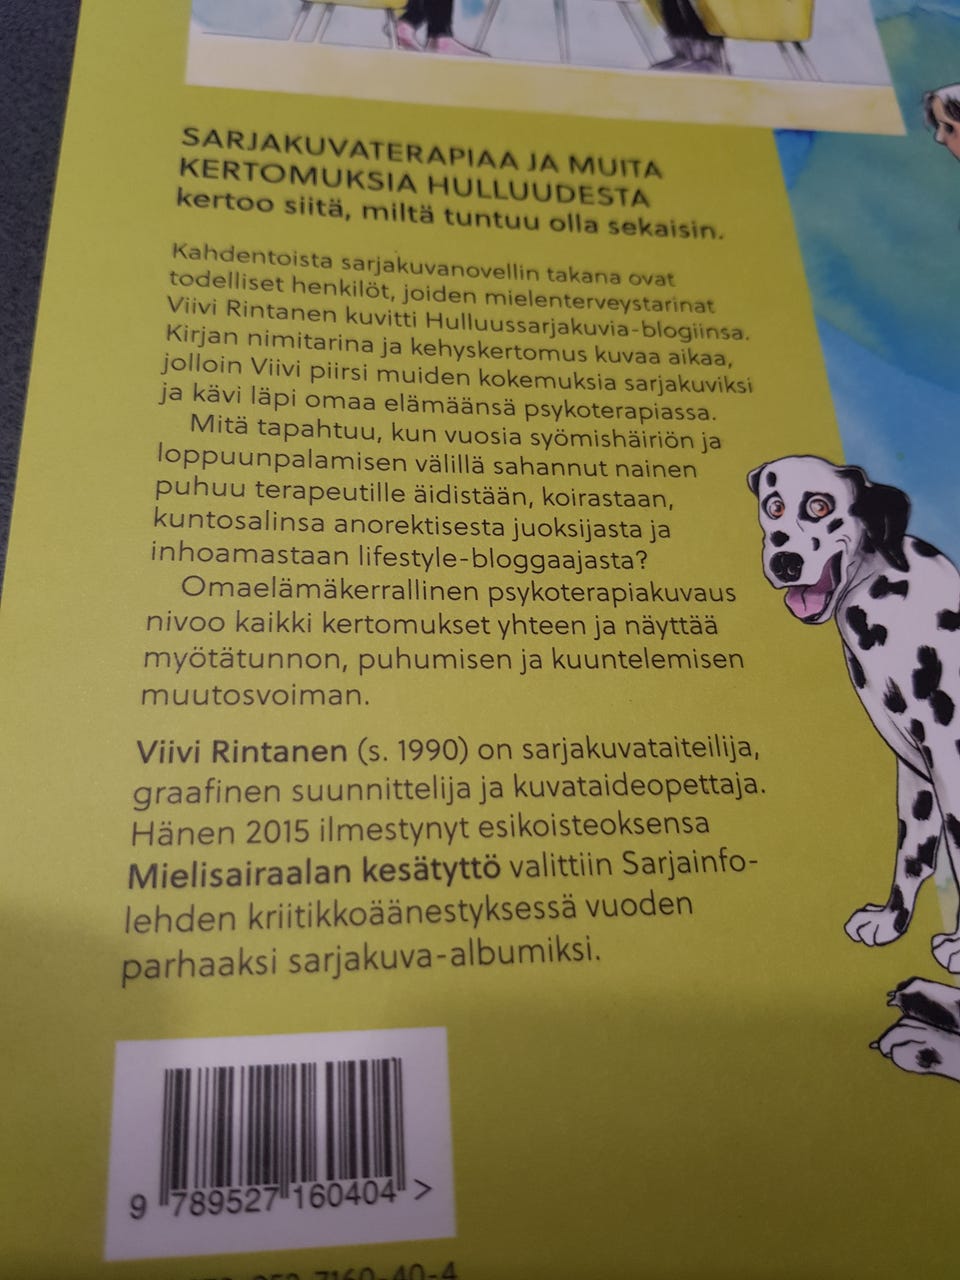 SARJAKUVATERAPIAA JA MUITA
KERTOMUKSIA HULLUUDESTA
kertoo siitä, miltä tuntuu olla sekaisin.
Kahdentoista sarjakuvanovellin takana ovat
todelliset henkilöt, joiden mielenterveystarinat
Viivi Rintanen kuvitti Hulluussarjakuvia-blogiinsa.
Kirjan nimitarina ja kehyskertomus kuvaa aikaa,
jolloin Viivi piirsi muiden kokemuksia sarjakuviksi
ja kävi läpi omaa elämäänsä psykoterapiassa.
Mitä tapahtuu, kun vuosia syömishäiriön ja
loppuunpalamisen välillä sahannut nainen
puhuu terapeutille äidistään, koirastaan,
kuntosalinsa anorektisesta juoksijasta ja
inhoamastaan lifestyle-bloggaajasta?
Omaelämäkerrallinen psykoterapiakuvaus
nivoo kaikki kertomukset yhteen ja näyttää
myötätunnon, puhumisen ja kuuntelemisen
muutosvoiman.
Viivi Rintanen (s. 1990) on sarjakuvataiteilija,
graafinen suunnittelija ja kuvataideopettaja.
Hänen 2015 ilmestynyt esikoisteoksensa
Mielisairaalan kesätyttö valittiin Sarjainfo-
lehden kriitikkoäänestyksessä vuoden
parhaaksi sarjakuva-albumiksi.
9 789527 160404 >
7160-40-4